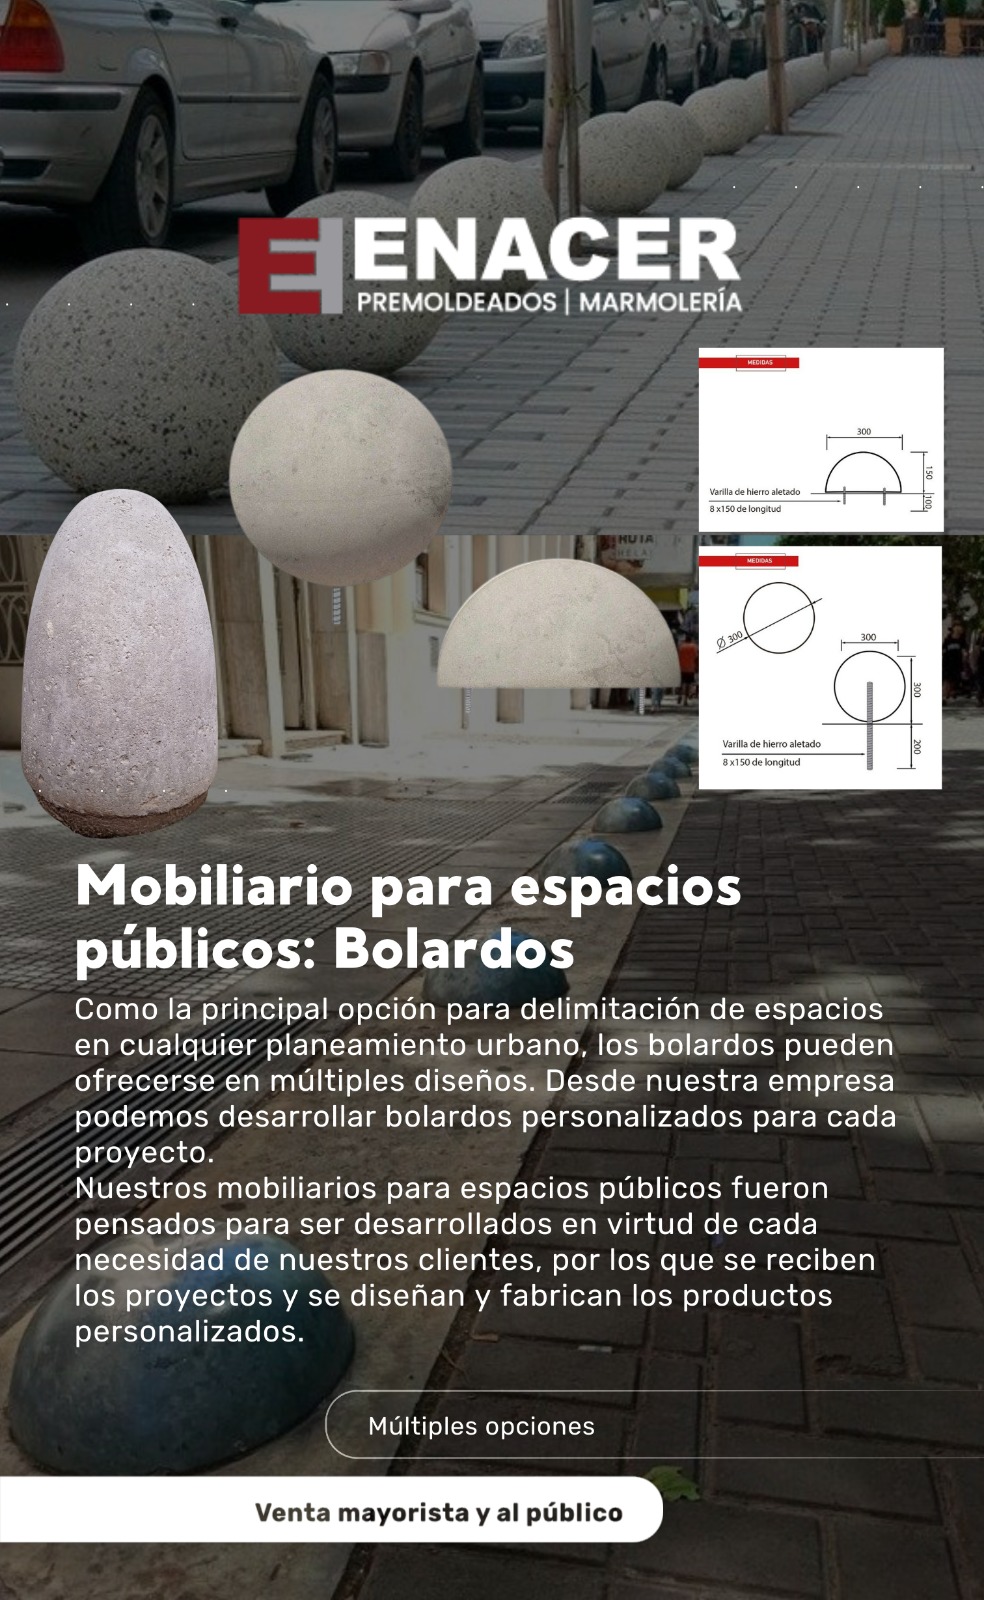 ENACER
PREMOLDEADOS | MARMOLERÍA
MEDIDAS
300
150
100
Varilla de hierro aletado
8 x150 de longitud
MEDIDAS
Ø 300
300
300
200
Varilla de hierro aletado
8 x150 de longitud
RUTA
Mobiliario para espacios
públicos: Bolardos
Como la principal opción para delimitación de espacios
en cualquier planeamiento urbano, los bolardos pueden
ofrecerse en múltiples diseños. Desde nuestra empresa
podemos desarrollar bolardos personalizados para cada
proyecto.
Nuestros mobiliarios para espacios públicos fueron
pensados para ser desarrollados en virtud de cada
necesidad de nuestros clientes, por los que se reciben
los proyectos y se diseñan y fabrican los productos
personalizados.
Múltiples opciones
Venta mayorista y al público